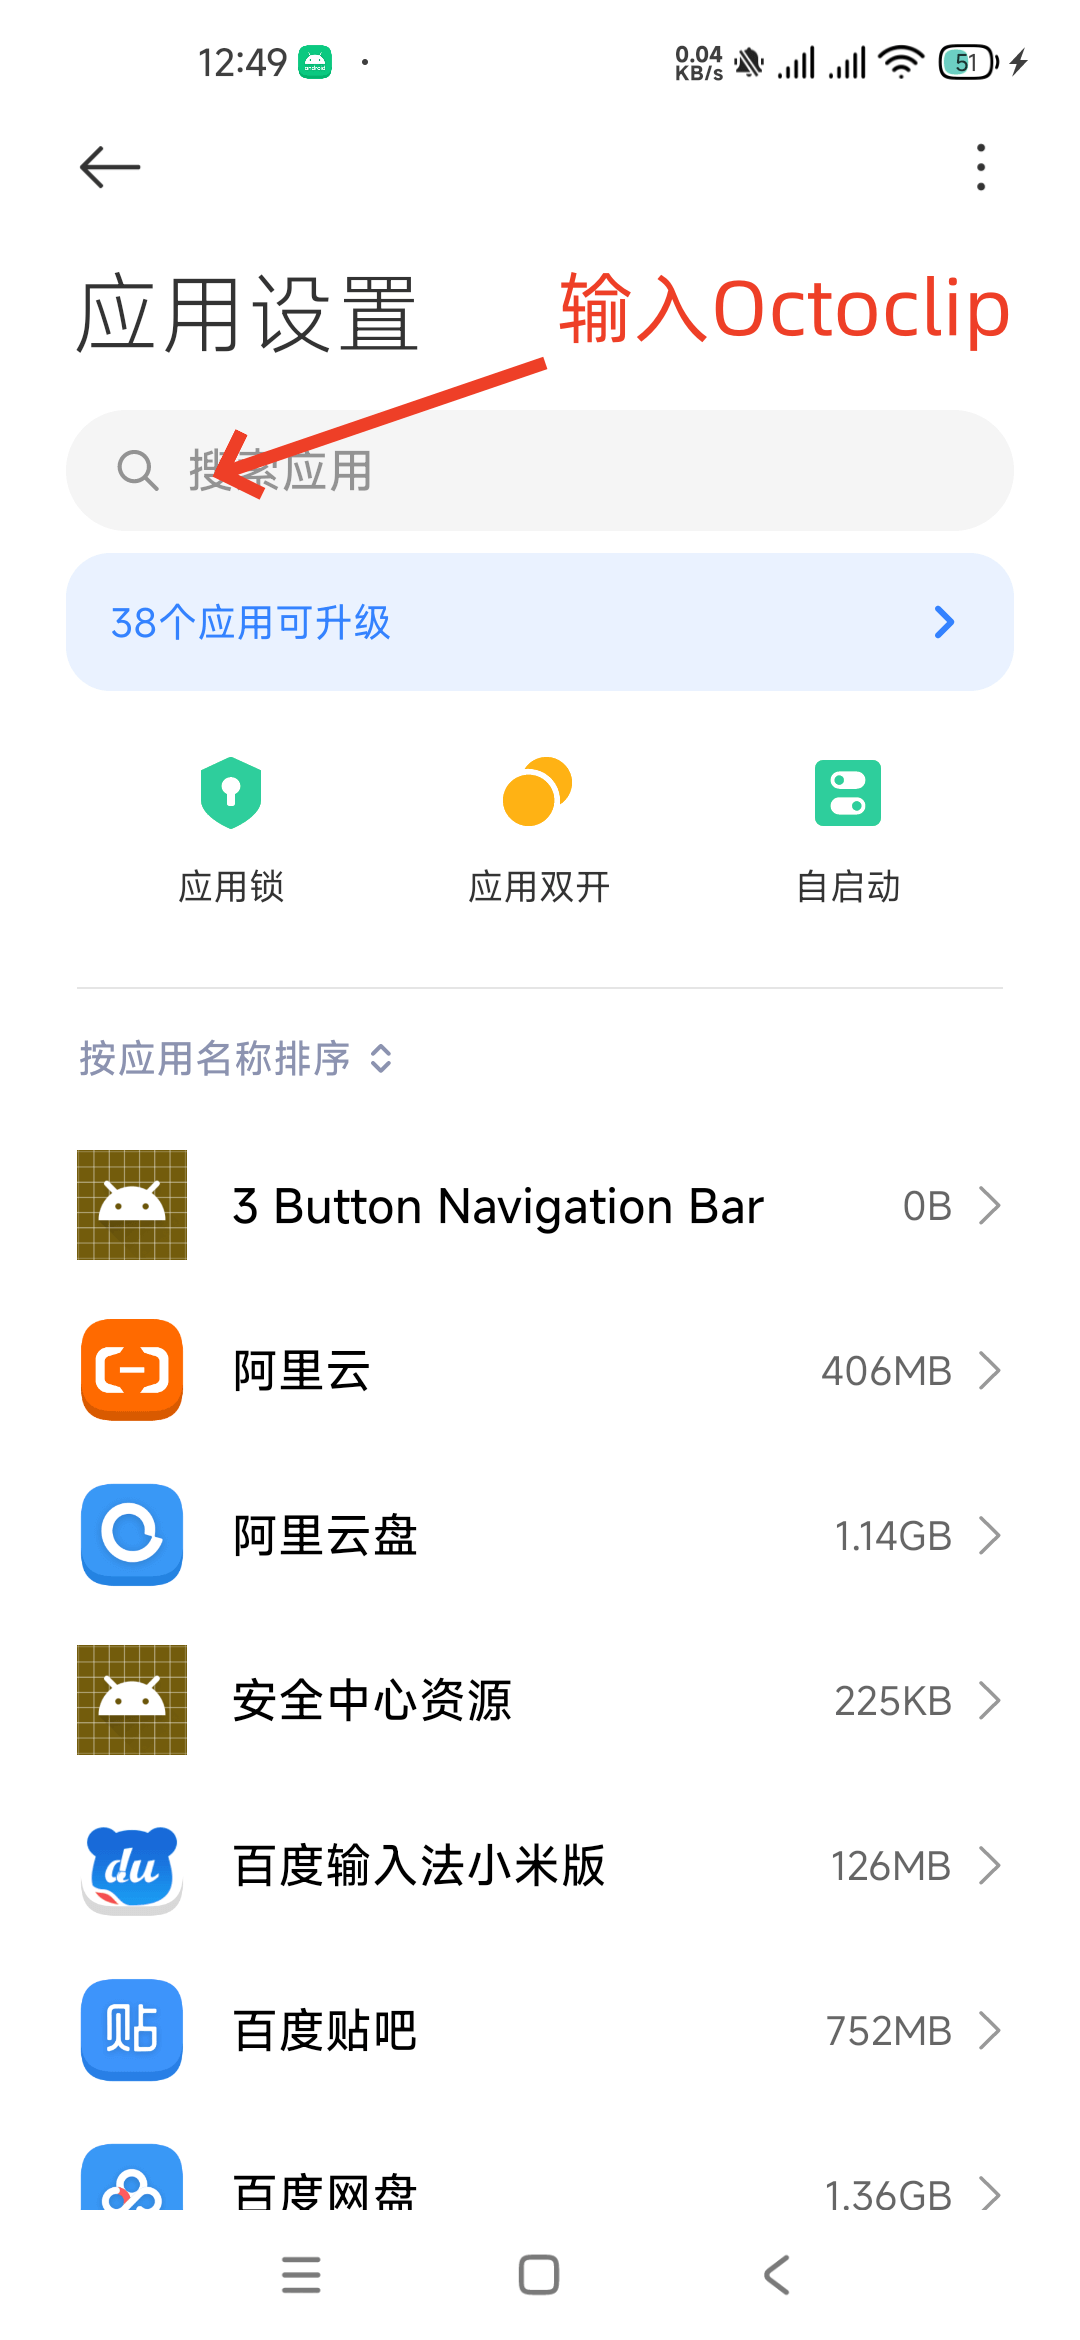 12:49
android
0.04
KB/s
51
应用设置
输入Octoclip
搜索应用
38个应用可升级
应用锁
应用双开
自启动
按应用名称排序
3 Button Navigation Bar
0B
阿里云
406MB
阿里云盘
1.14GB
安全中心资源
225KB
du
百度输入法小米版
126MB
贴
百度贴吧
752MB
百度网盘
1.36GB